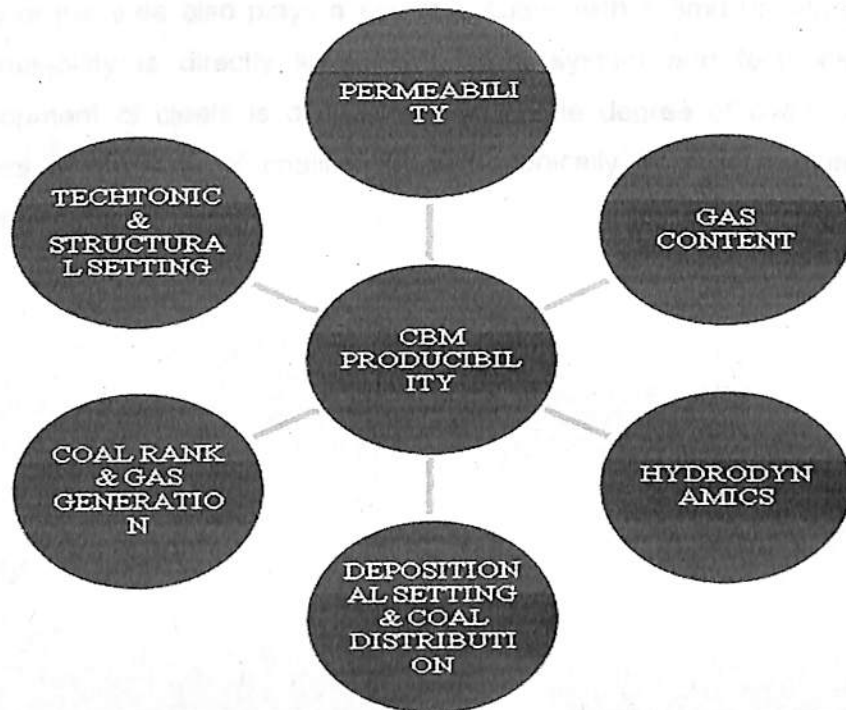 PERMEABILI
TY
TECHTONIC
&
STRUCTURA
L SETTING
GAS
CONTENT
CBM
PRODUCIBIL
ITY
COAL RANK
& GAS
GENERATIO
N
HYDRODYN
AMICS
DEPOSITION
AL SETTING
& COAL
DISTRIBUTI
ON